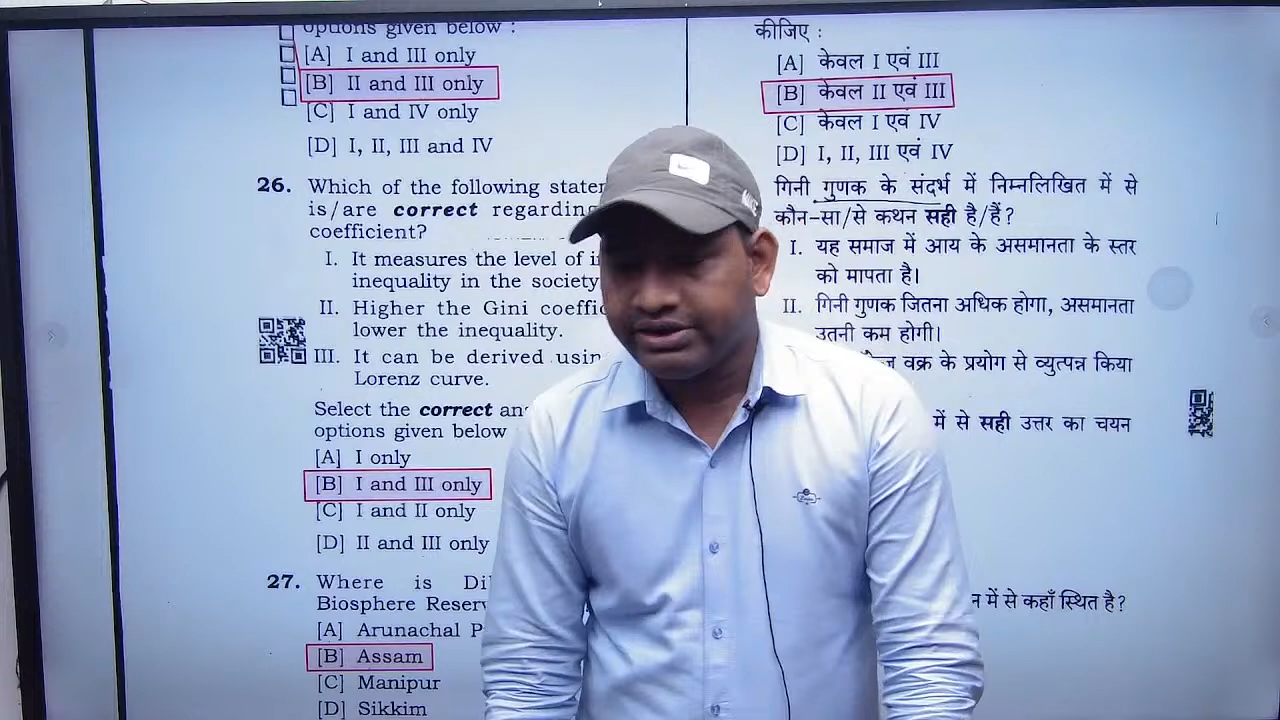 options given below :
[A] I and III only
[B] II and III only
[C] I and IV only
[D] I, II, III and IV
26. Which of the following
is/are correct regarding
coefficient?
I. It measures the level of
inequality in the society
II. Higher the Gini
lower the inequality.
III. It can be derived
Lorenz curve.
Select the correct
options given below
[A] I only
[B] I and III only
[C] I and II only
[D] II and III only
27. Where is
Biosphere
[A] Arunachal
[B] Assam
[C] Manipur
[D] Sikkim
कीजिए :
[A] केवल I एवं III
[B] केवल II एवं III
[C] केवल I एवं IV
[D] I, II, III एवं IV
गिनी गुणक के संदर्भ में निम्नलिखित में से
कौन-सा/से कथन सही है/हैं?
I. यह समाज में आय के असमानता के स्तर
को मापता है।
II. गिनी गुणक जितना अधिक होगा, असमानता
उतनी कम होगी।
वक्र के प्रयोग से व्युत्पन्न किया
में से सही उत्तर का चयन
में से कहाँ स्थित है?
NIKE